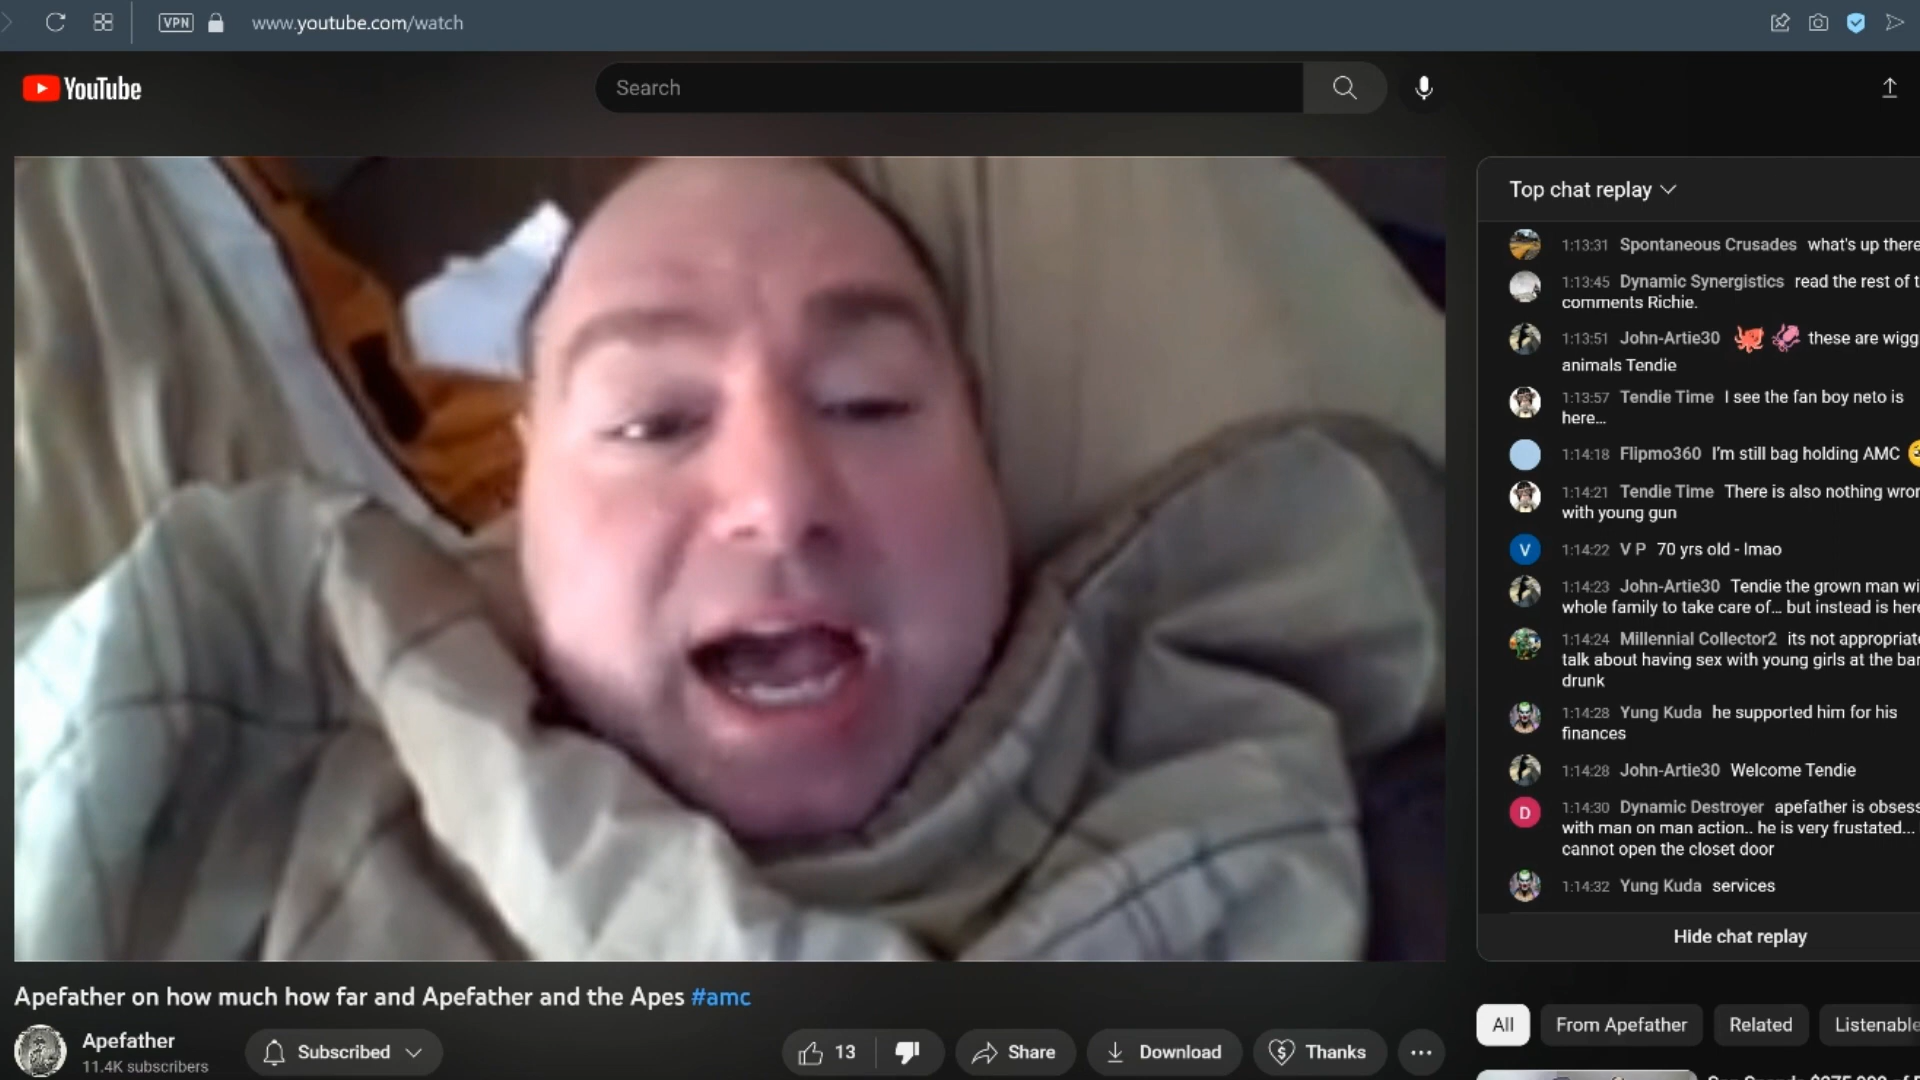 VPN
www.youtube.com/watch
YouTube
Search
Top chat replay
1:13:31 Spontaneous Crusades what's up there
1:13:45 Dynamic Synergistics read the rest of t
comments Richie.
1:13:51 John-Artie30 these are wigg
animals Tendie
1:13:57 Tendie Time I see the fan boy neto is
here...
1:14:18 Flipmo360 I'm still bag holding AMC
1:14:21 Tendie Time There is also nothing wron
with young gun
V
1:14:22 V P 70 yrs old - lmao
1:14:23 John-Artie30 Tendie the grown man wi
whole family to take care of... but instead is here
1:14:24 Millennial Collector2 its not appropriate
talk about having sex with young girls at the bar
drunk
1:14:28 Yung Kuda he supported him for his
finances
1:14:28 John-Artie30 Welcome Tendie
D
1:14:30 Dynamic Destroyer apefather is obsess
with man on man action.. he is very frustated...
cannot open the closet door
1:14:32 Yung Kuda services
Hide chat replay
Apefather on how much how far and Apefather and the Apes #amc
Apefather
11.4K subscribers
Subscribed
13
Share
Download
Thanks
All
From Apefather
Related
Listenable